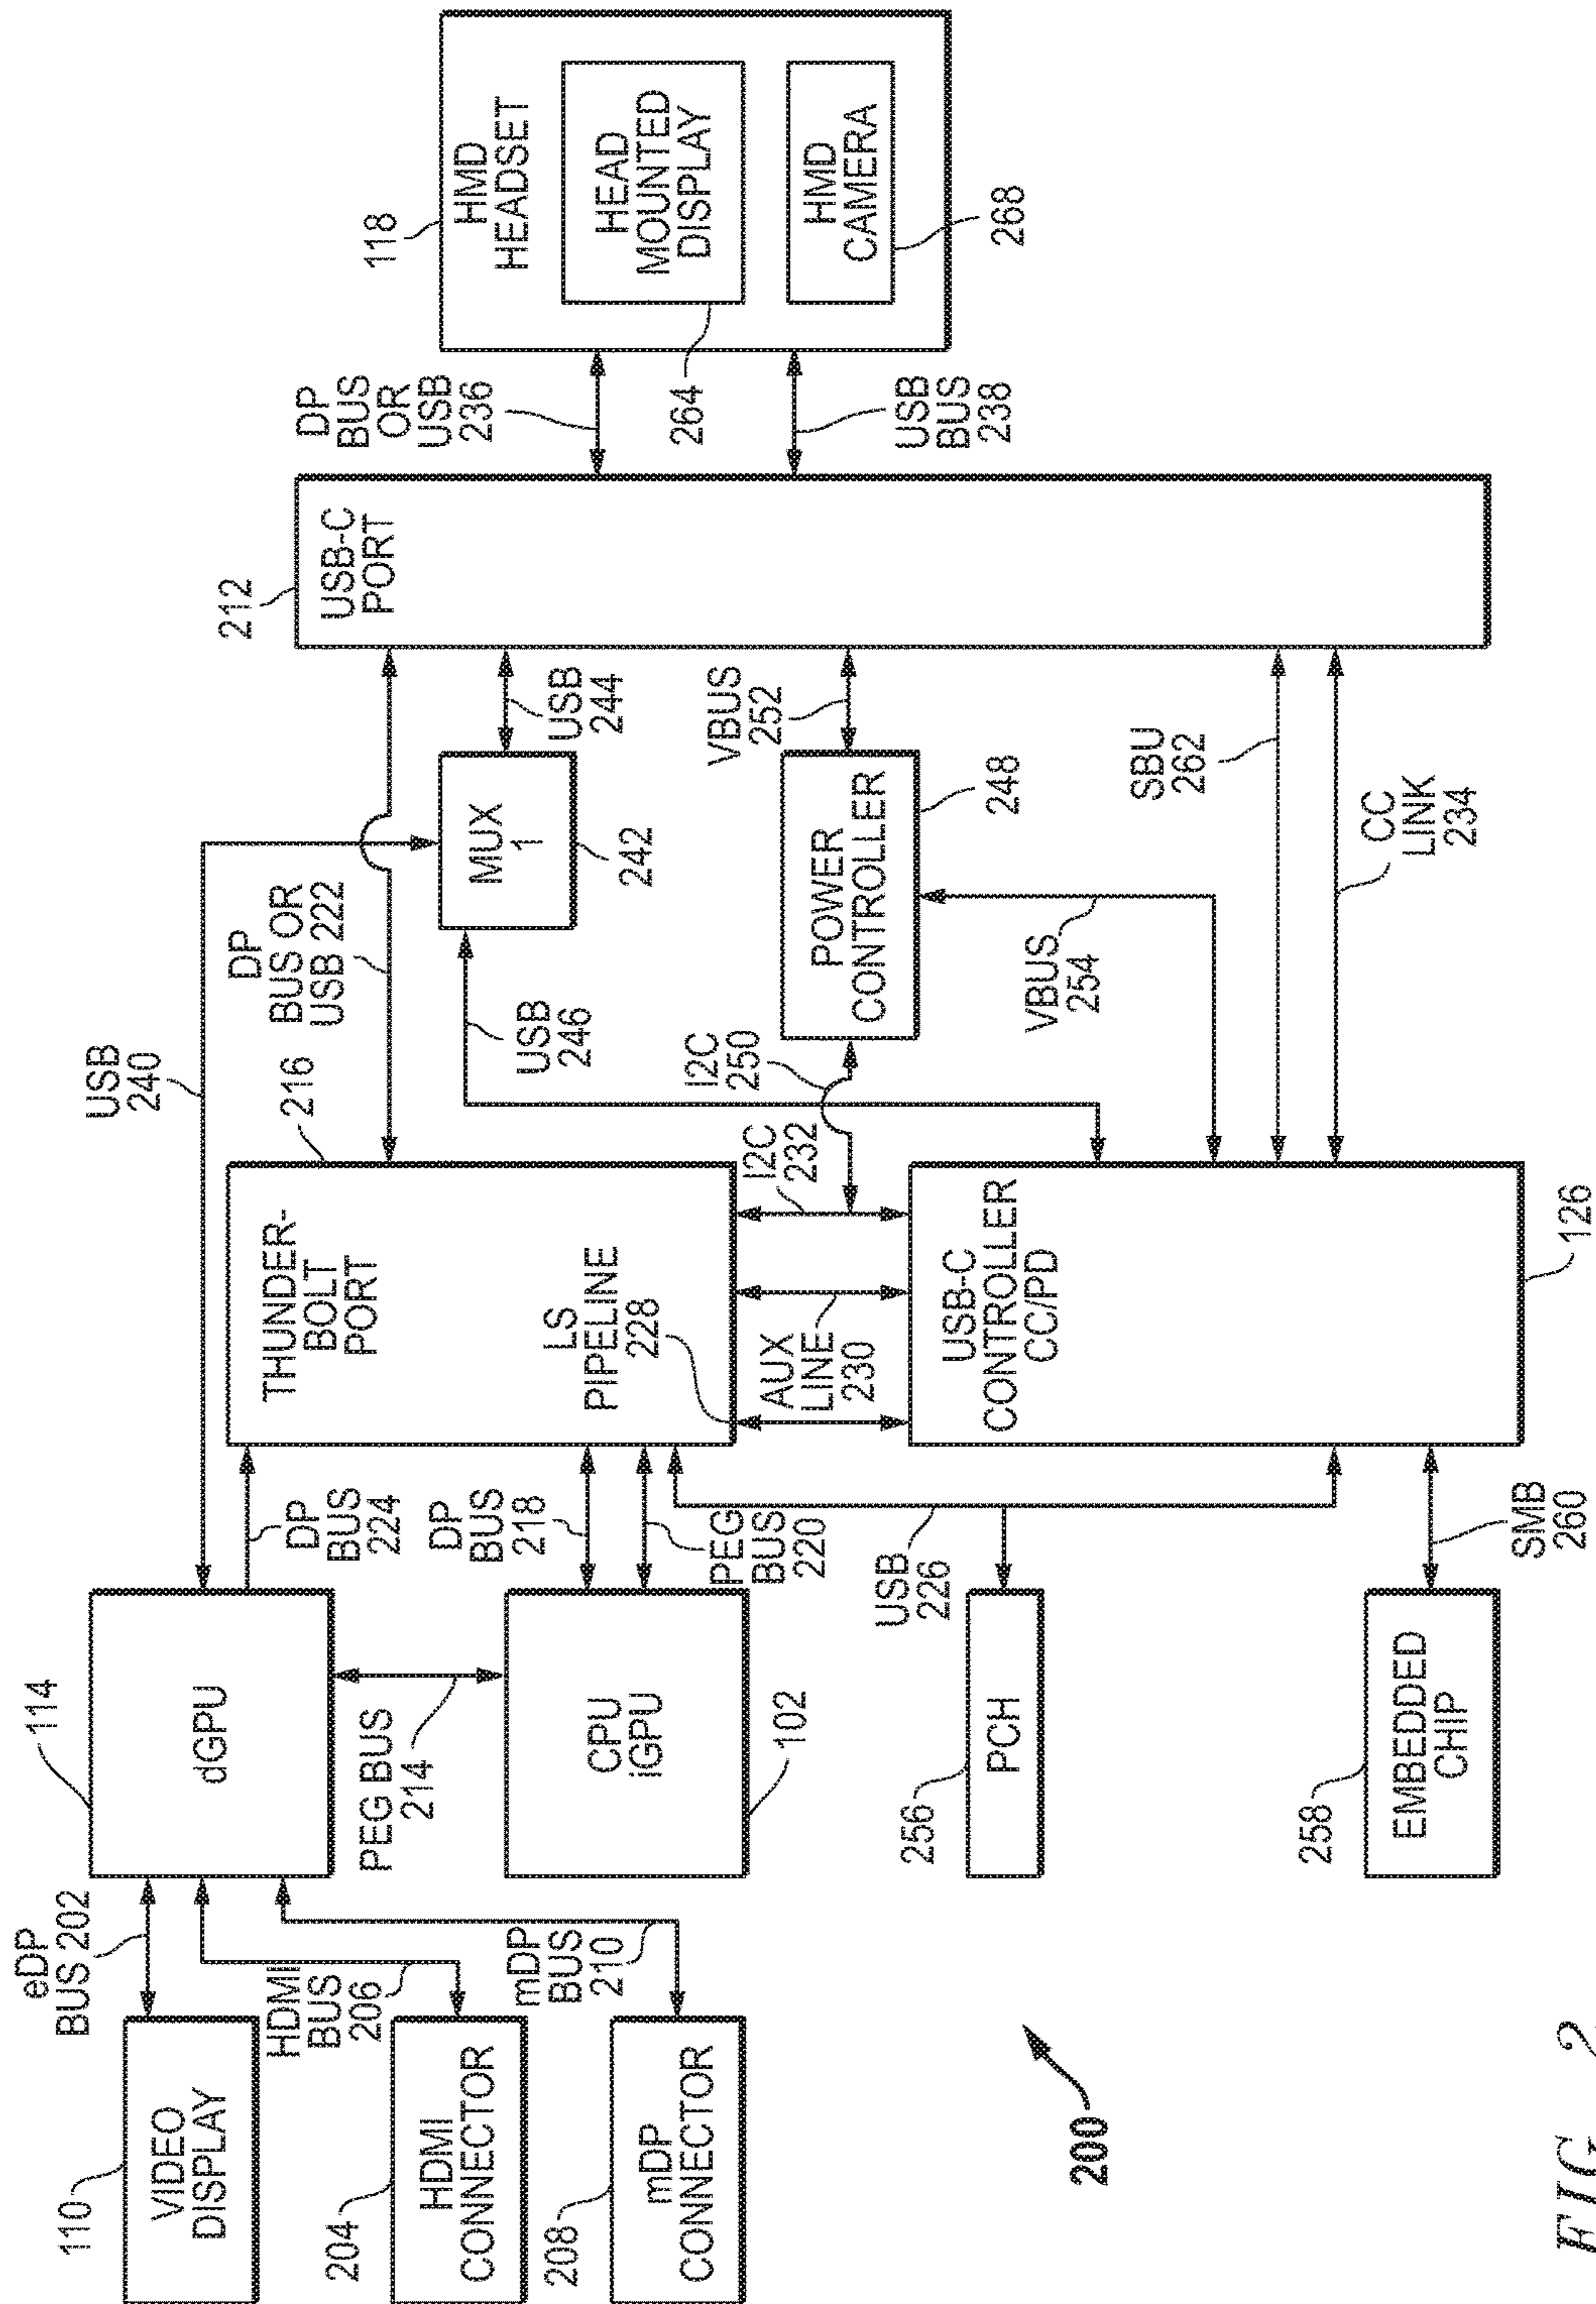 110
VIDEO
DISPLAY
eDP
BUS 202
204
HDMI
CONNECTOR
HDMI
BUS
206
208
mDP
CONNECTOR
mDP
BUS
210
114
dGPU
PEG BUS
214
CPU
iGPU
102
256
PCH
258
EMBEDDED
CHIP
USB
240
DP
BUS
224
DP
BUS
218
PEG
BUS
220
USB
226
SMB
260
216
THUNDER-
BOLT
PORT
LS
PIPELINE
228
AUX
LINE
230
I2C
232
USB-C
CONTROLLER
CC/PD
126
DP
BUS OR
USB 222
USB
246
I2C
250
MUX
1
242
USB
244
POWER
CONTROLLER
248
VBUS
252
VBUS
254
SBU
262
CC
LINK
234
212
USB-C
PORT
DP
BUS
OR
USB
236
USB
BUS
238
118
HMD
HEADSET
HEAD
MOUNTED
DISPLAY
264
HMD
CAMERA
268
200
FIG. 2